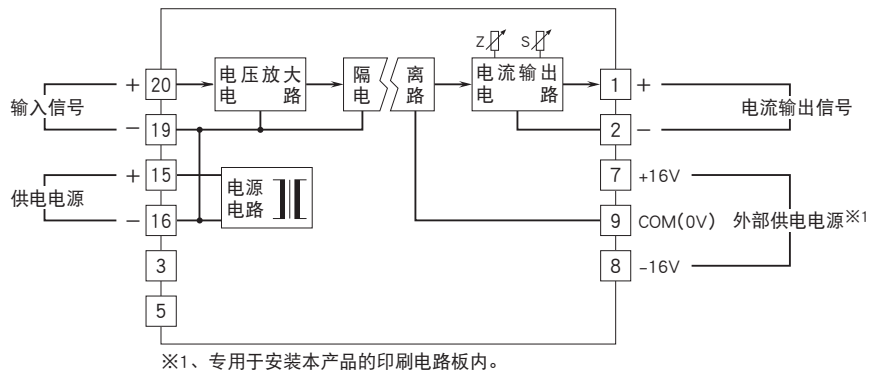 Z S
+ 20 电压放大电路 隔离电路 电流输出电路 1 +
输入信号 电流输出信号
− 19 2 −
+ 15 电源电路 7 +16V
供电电源
− 16 9 COM(0V) 外部供电电源※1
3 8 −16V
5
※1、专用于安装本产品的印刷电路板内。